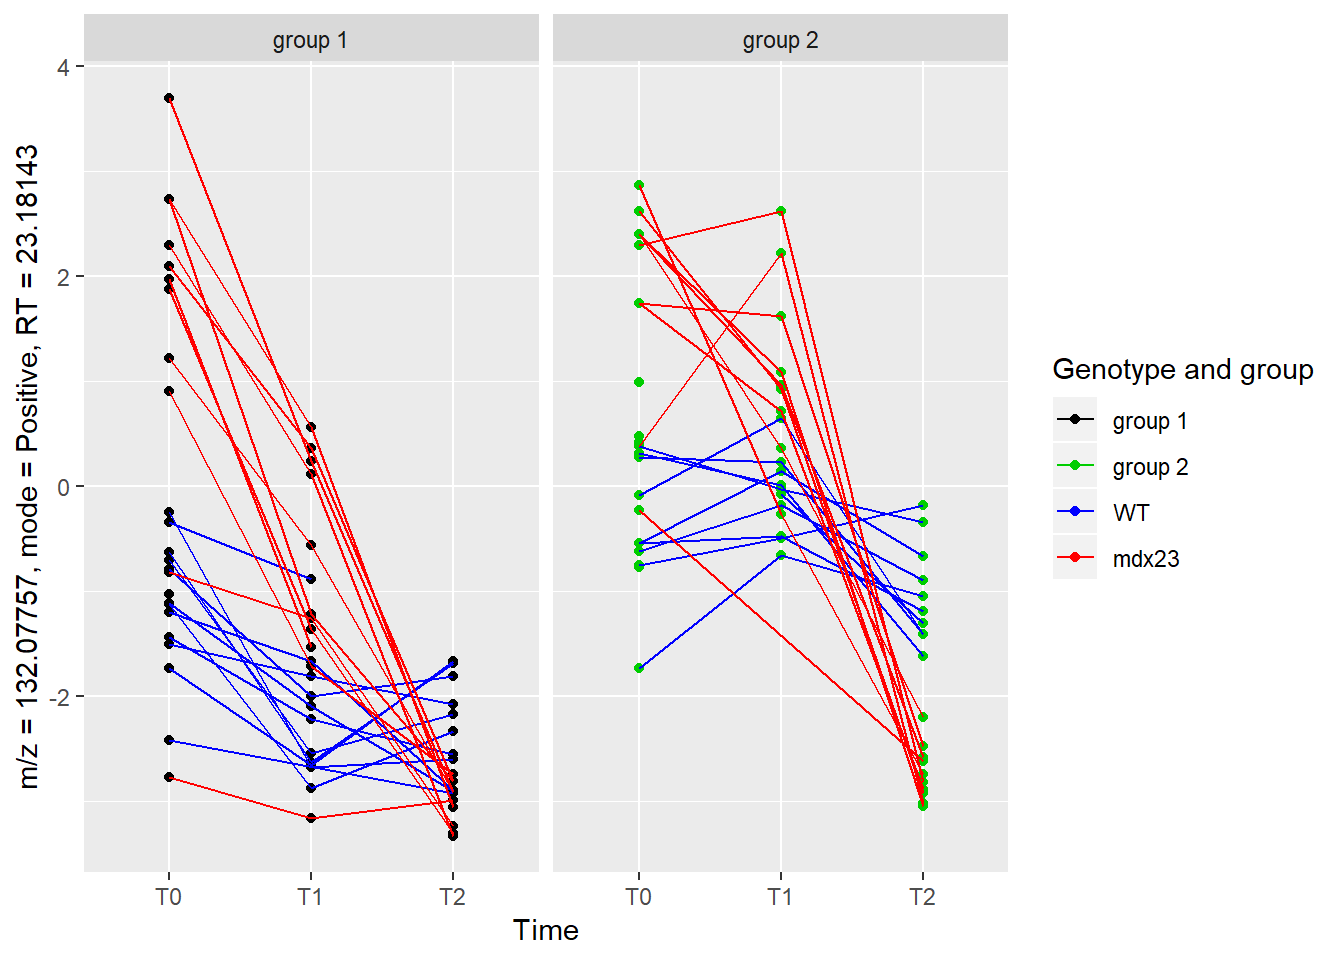 group 1
group 2
m/z = 132.07757, mode = Positive, RT = 23.18143
4
2
0
-2
T0
T1
T2
T0
T1
T2
Time
Genotype and group
group 1
group 2
WT
mdx23